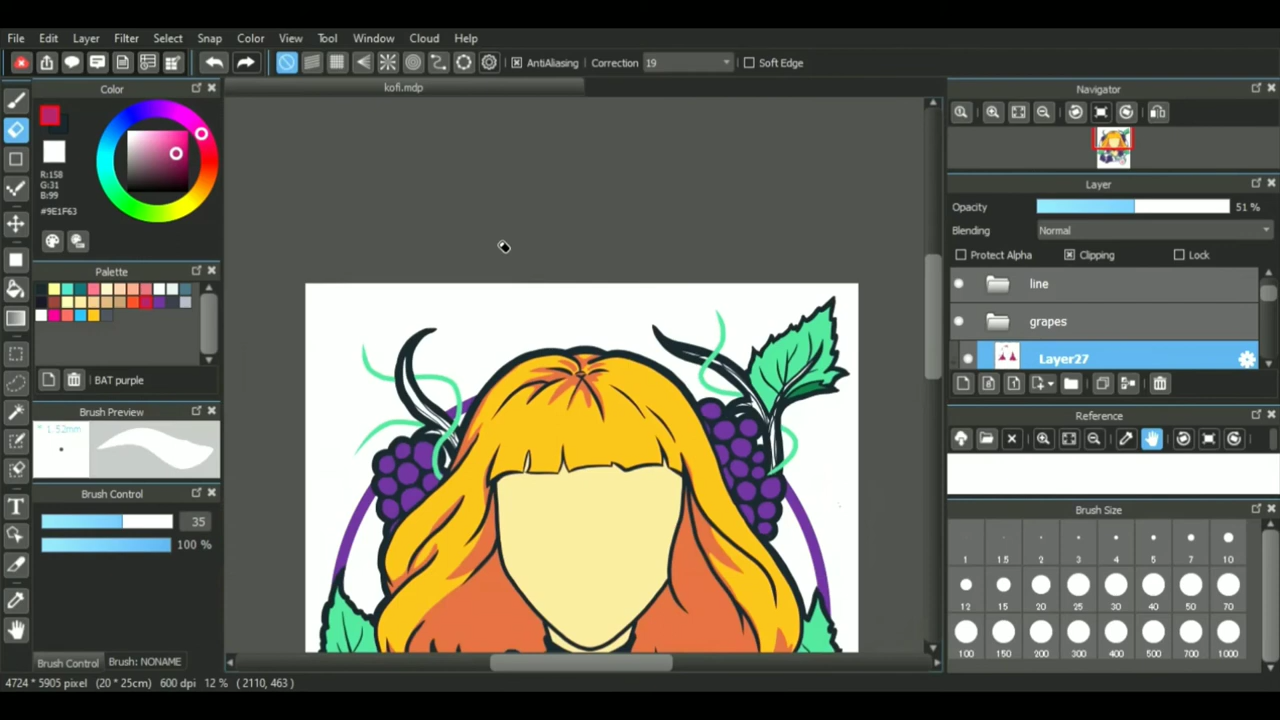 File Edit Layer Filter Select Snap Color View Tool Window Cloud Help
AntiAliasing Correction 19 Soft Edge
Color
kofi.mdp
Navigator
R:158
G:31
B:99
#9E1F63
Layer
Opacity 51 %
Blending Normal
Protect Alpha Clipping Lock
Palette
line
grapes
Layer27
BAT purple
Brush Preview
1.52mm
Reference
Brush Control
35
100 %
Brush Size
1 1.5 2 3 4 5 7 10
12 15 20 25 30 40 50 70
100 150 200 300 400 500 700 1000
Brush Control Brush: NONAME
4724 * 5905 pixel (20 * 25cm) 600 dpi 12 % ( 2110, 463 )